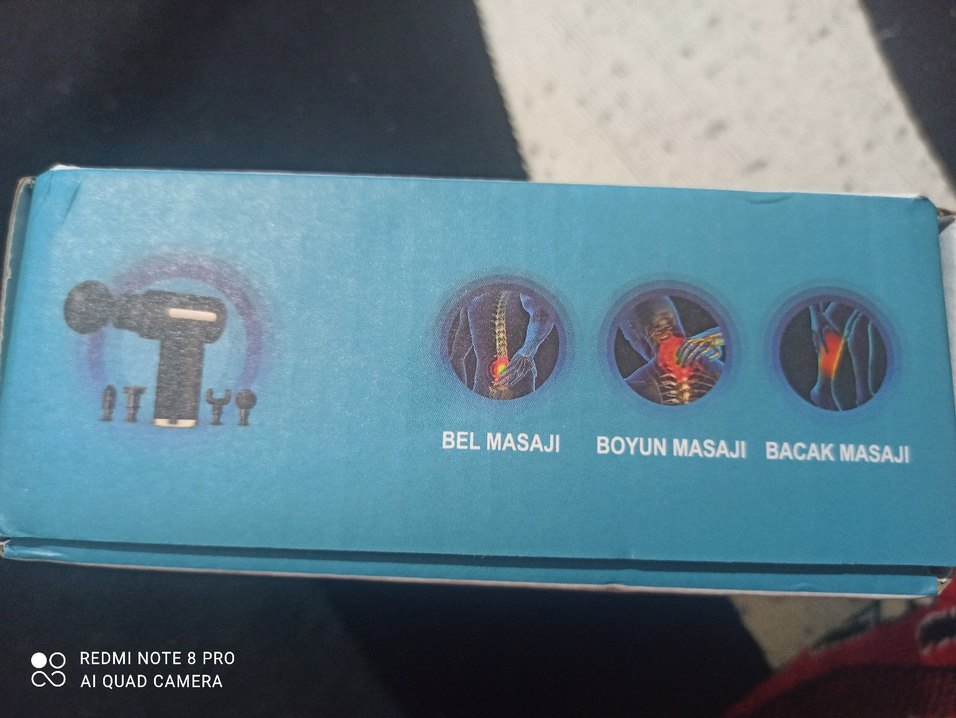 BEL MASAJI
BOYUN MASAJI
BACAK MASAJI
REDMI NOTE 8 PRO
AI QUAD CAMERA